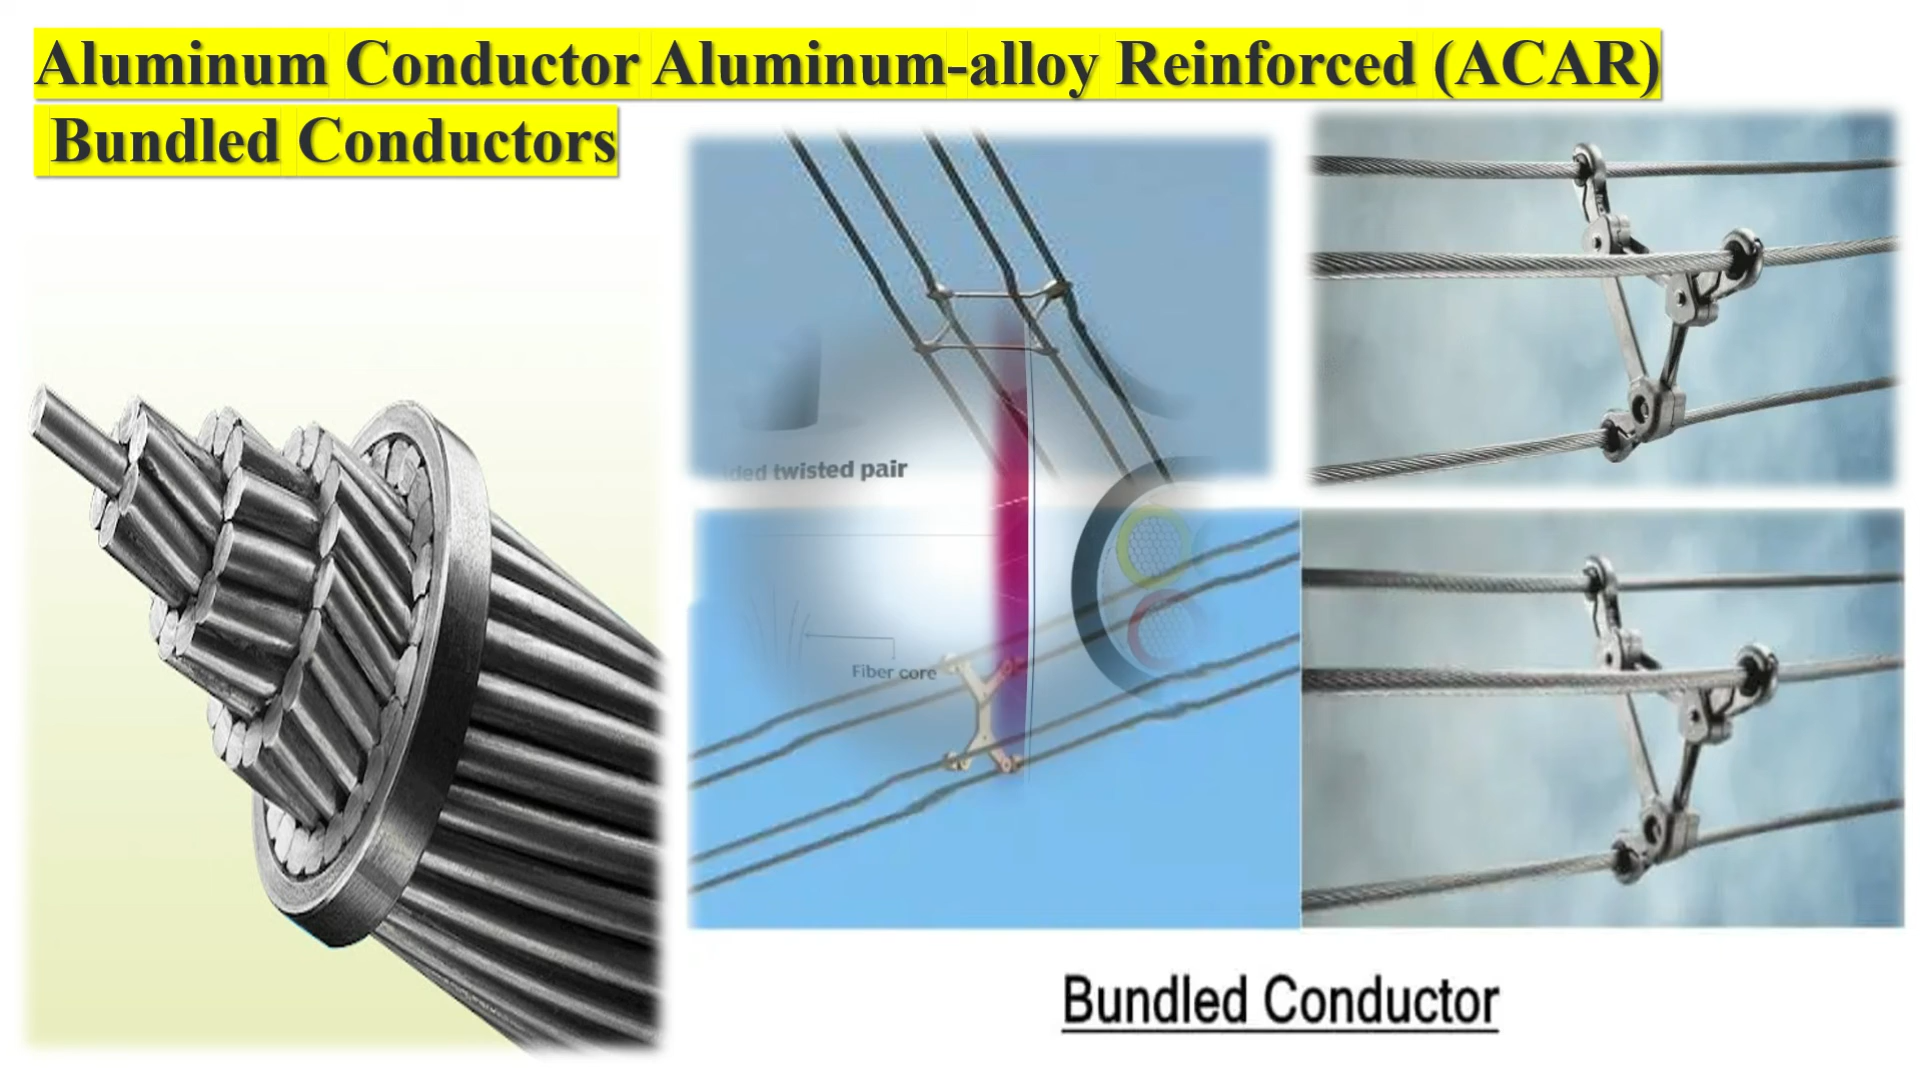 Aluminum Conductor Aluminum-alloy Reinforced (ACAR)
Bundled Conductors
twisted pair
Fiber core
Bundled Conductor